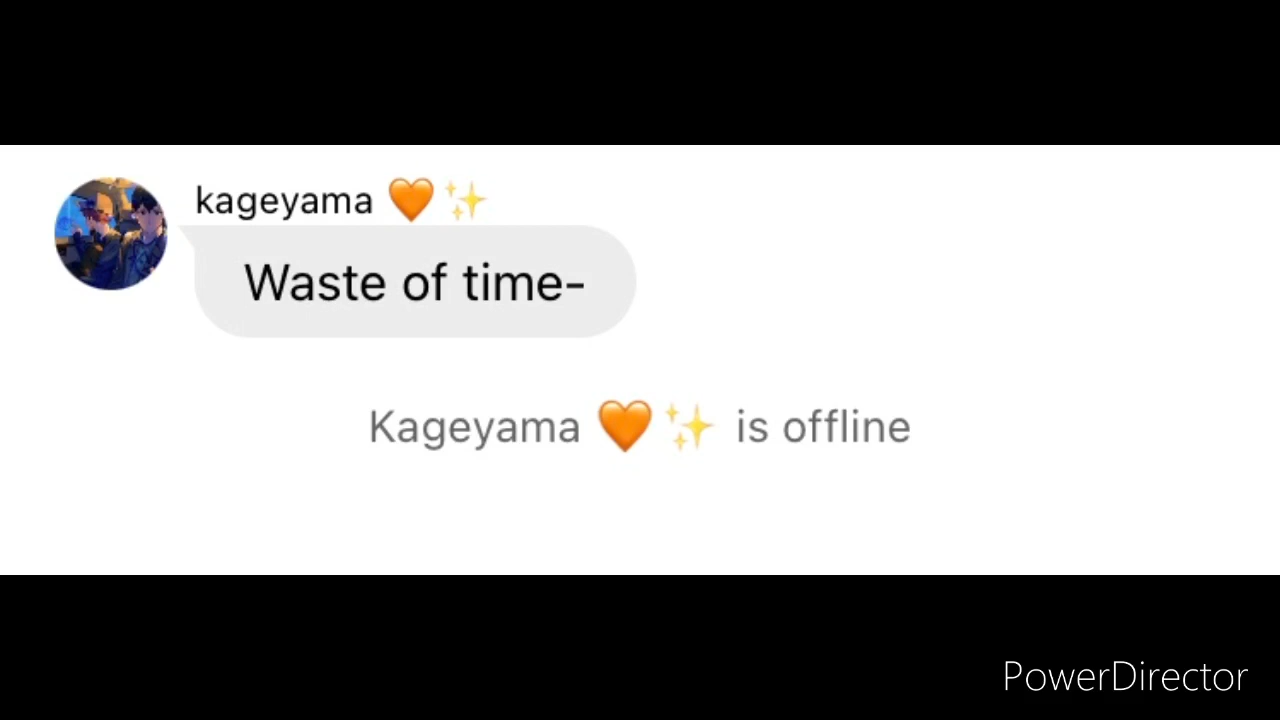 kageyama 🧡✨
Waste of time-
Kageyama 🧡✨ is offline
PowerDirector